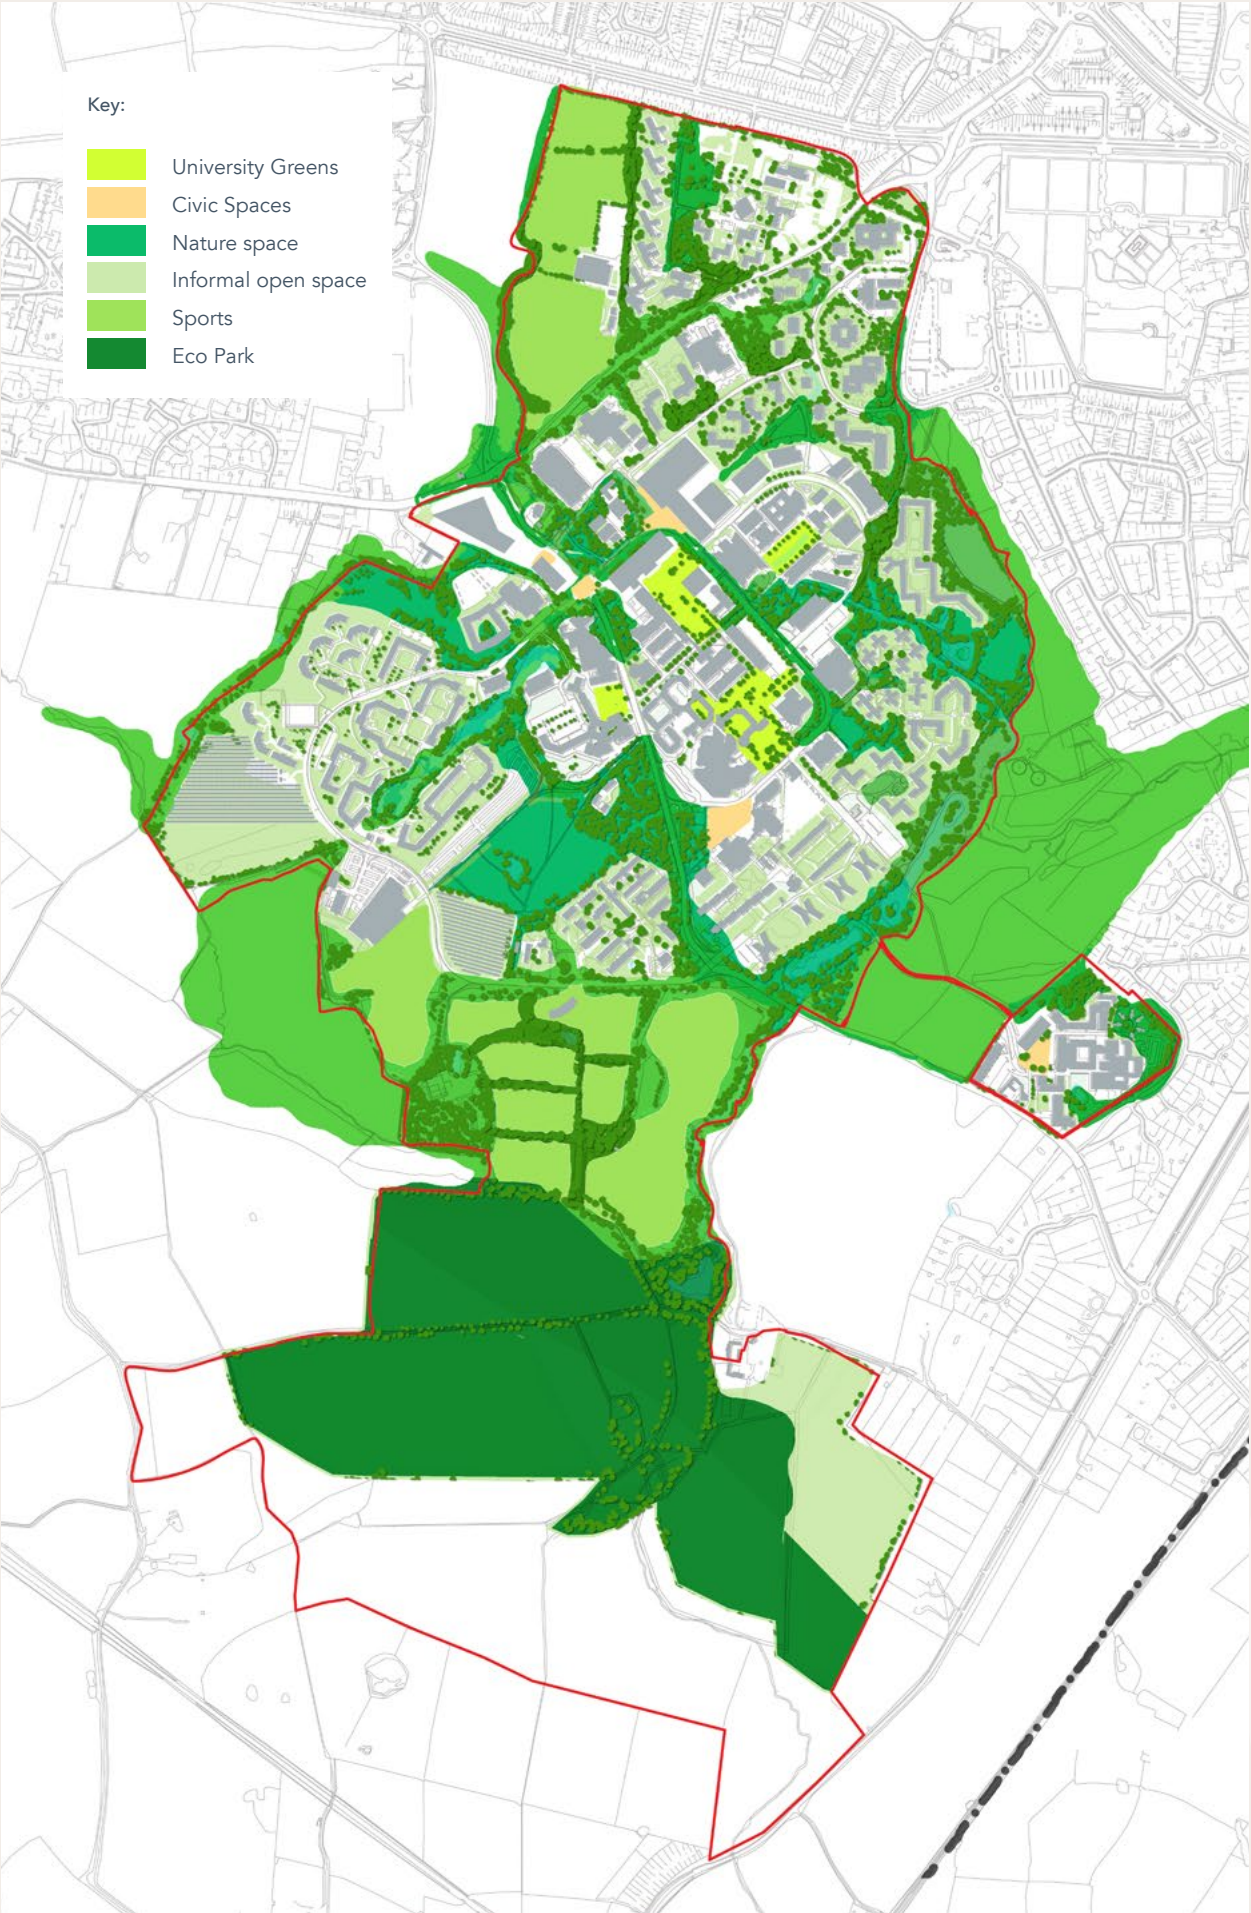 Key:
University Greens
Civic Spaces
Nature space
Informal open space
Sports
Eco Park